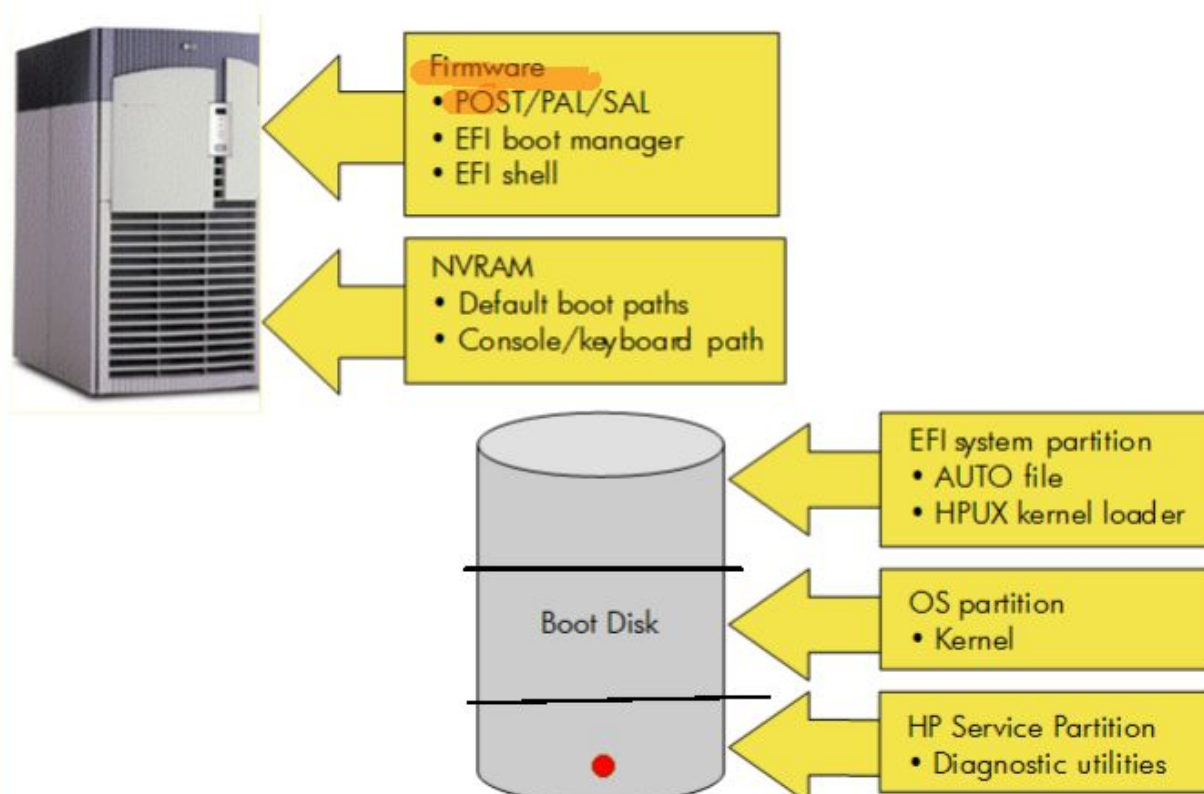 Firmware
• POST/PAL/SAL
• EFI boot manager
• EFI shell
NVRAM
• Default boot paths
• Console/keyboard path
EFI system partition
• AUTO file
• HPUX kernel loader
Boot Disk
OS partition
• Kernel
HP Service Partition
• Diagnostic utilities